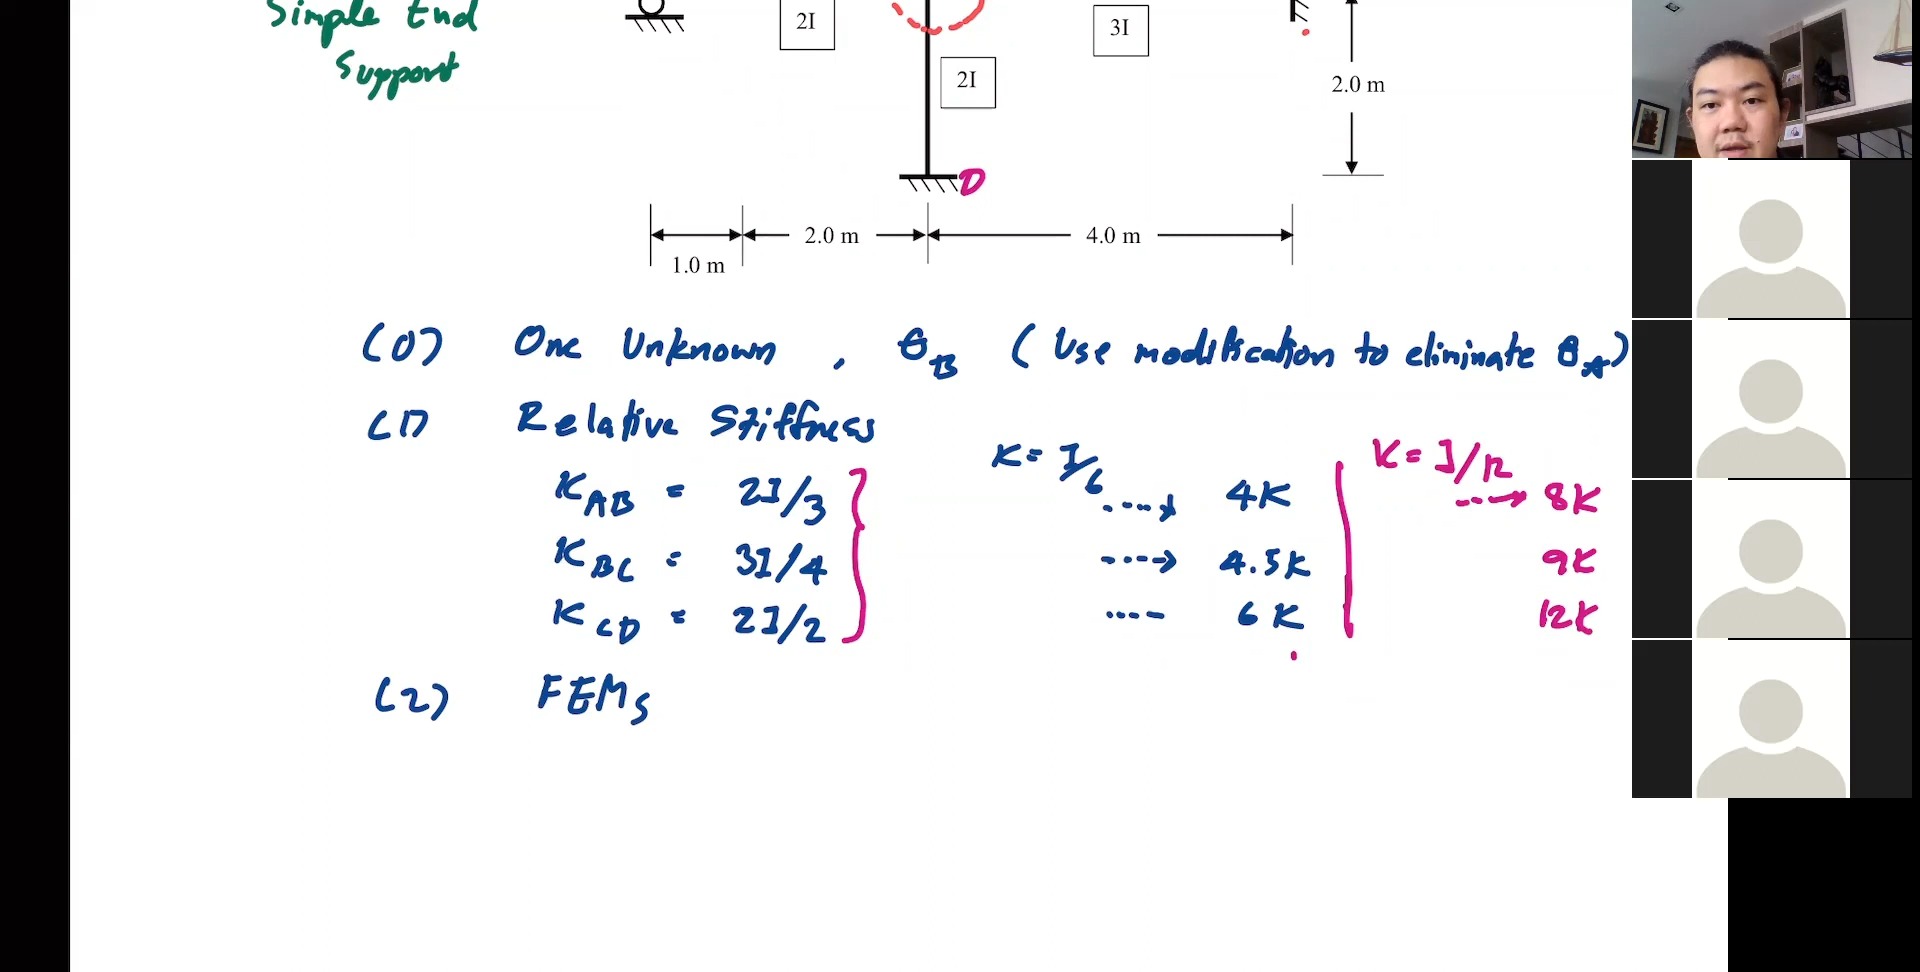 Simple End
Support
2I
3I
2I
2.0 m
D
2.0 m
4.0 m
1.0 m
(0) One Unknown, θB (Use modification to eliminate θA)
(1) Relative Stiffness
K = I/6
K = I/12
KAB = 2I/3 ----> 4K ----> 8K
KBC = 3I/4 ----> 4.5K 9K
KCD = 2I/2 ---- 6K 12K
(2) FEMs